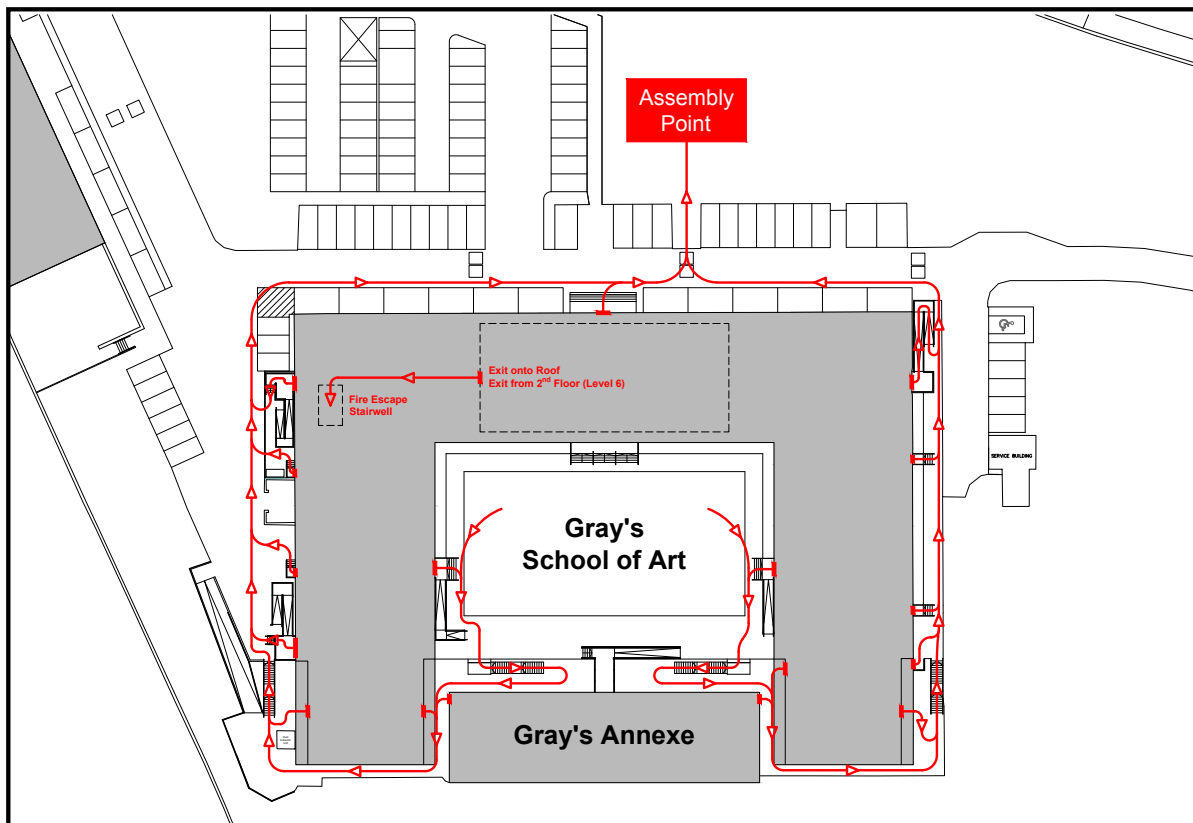 Assembly
Point
Exit onto Roof
Exit from 2nd Floor (Level 6)
Fire Escape
Stairwell
SERVICE BUILDING
Gray's
School of Art
Gray's Annexe